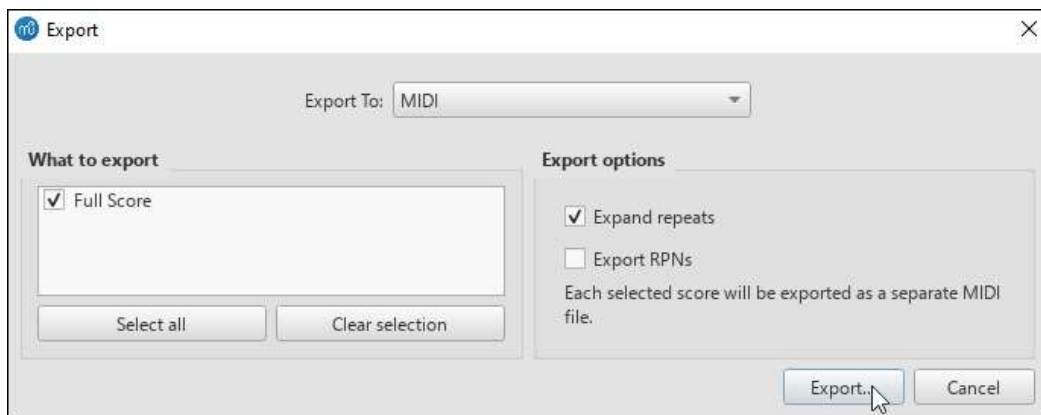 Export
Export To: MIDI
What to export
Full Score
Select all
Clear selection
Export options
Expand repeats
Export RPNs
Each selected score will be exported as a separate MIDI
file.
Export...
Cancel